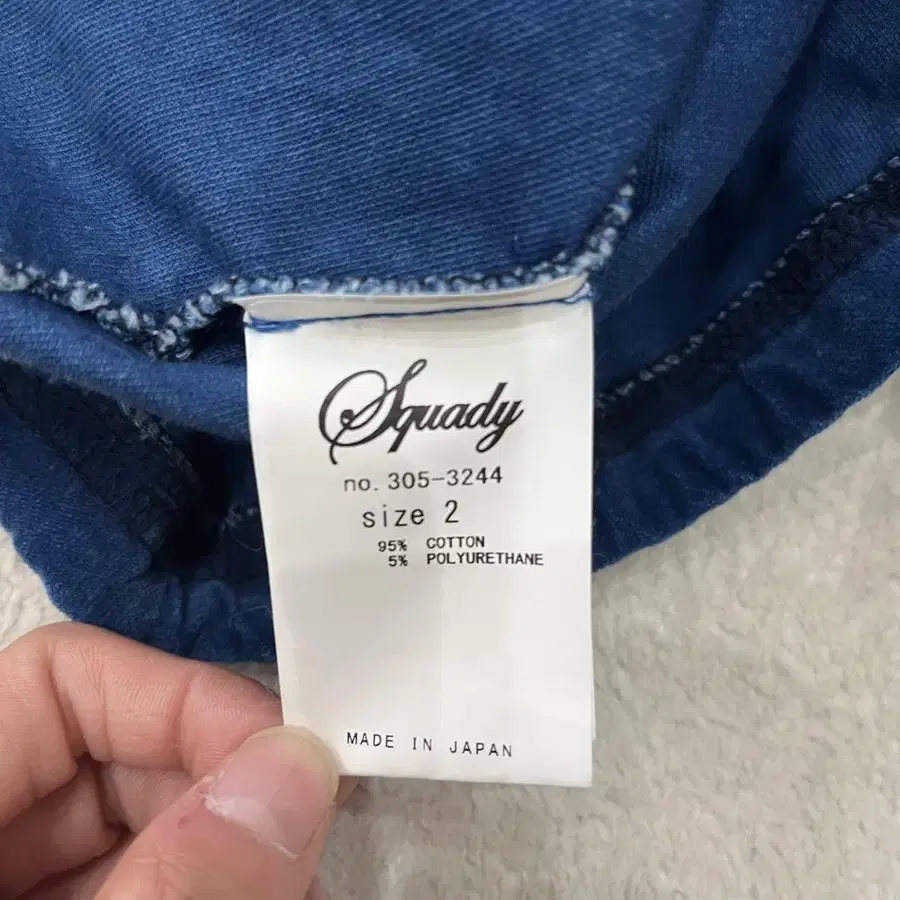 Squady
no. 305-3244
size 2
95% COTTON
5% POLYURETHANE
MADE IN JAPAN